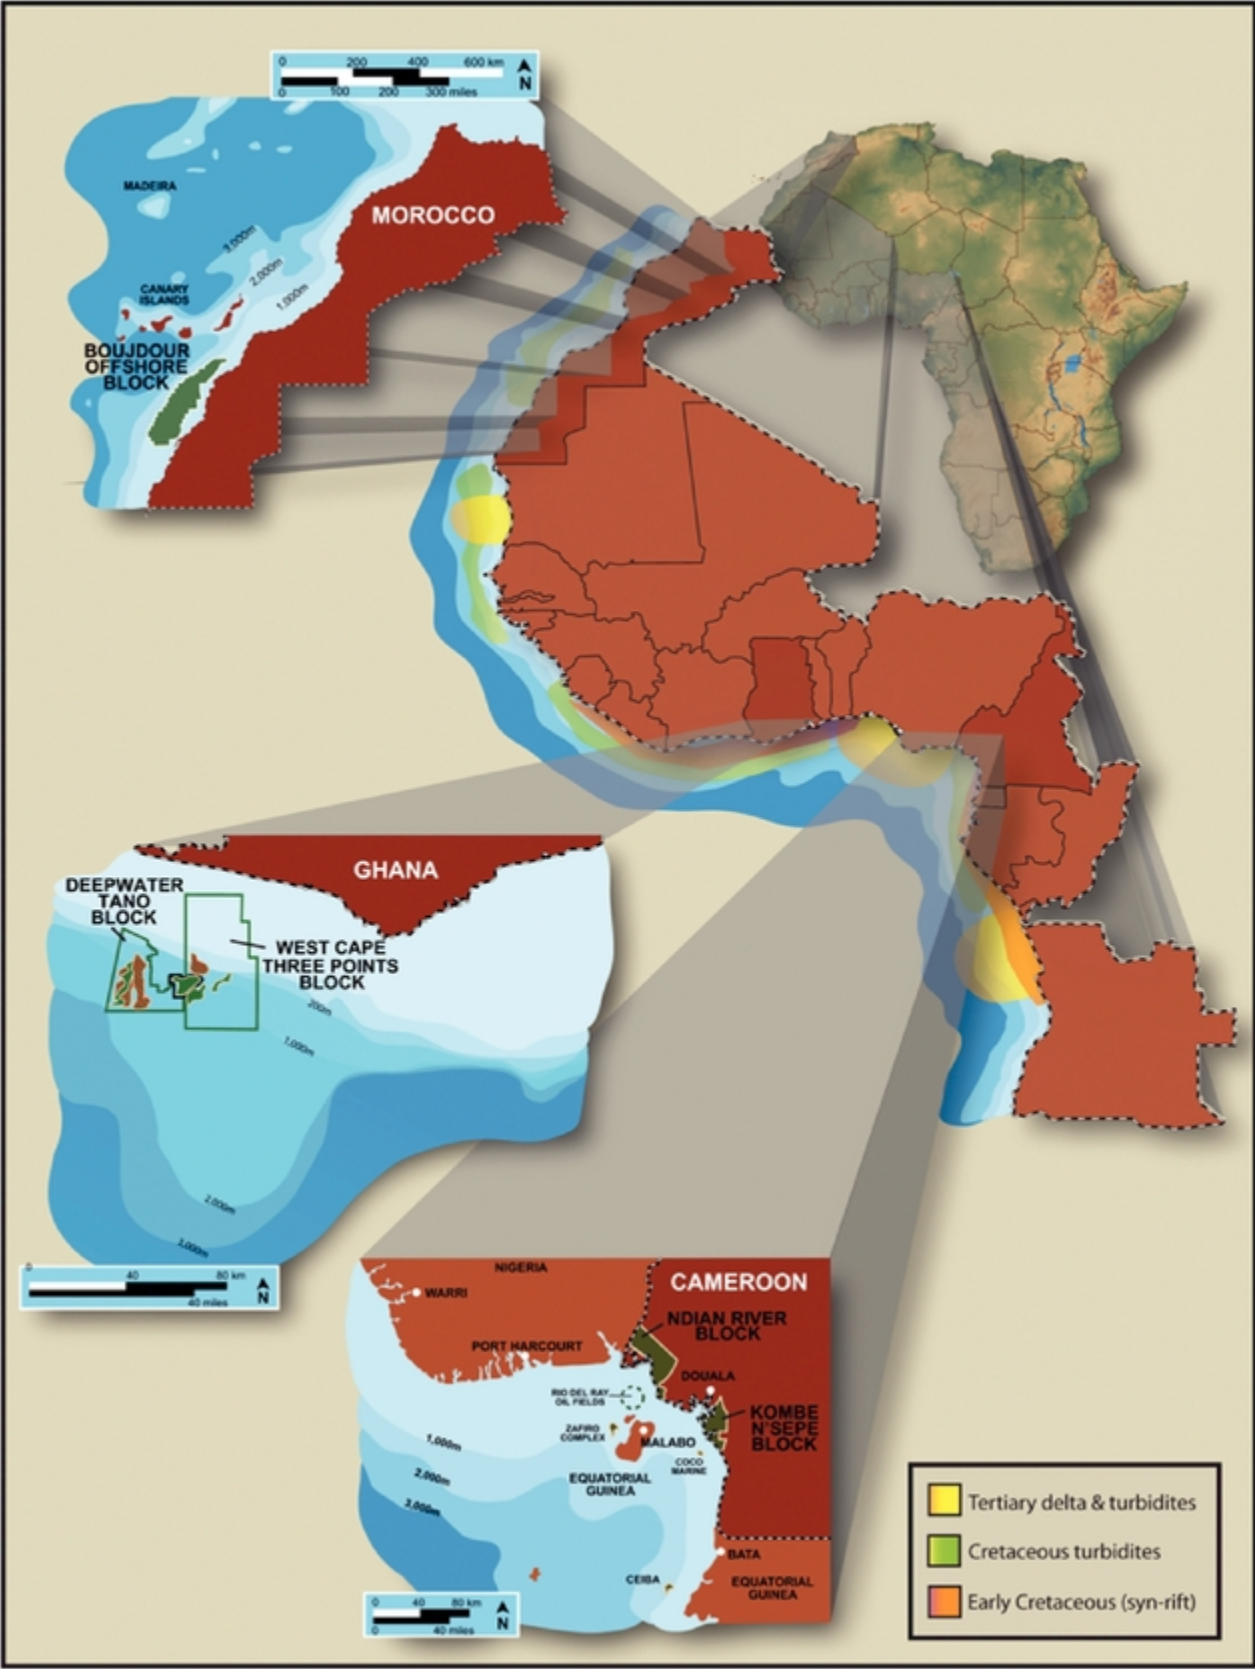 0 200 400 600 km
0 100 200 300 miles
N
MADEIRA
MOROCCO
3,000m
2,000m
1,000m
CANARY
ISLANDS
BOUJDOUR
OFFSHORE
BLOCK
GHANA
DEEPWATER
TANO
BLOCK
WEST CAPE
THREE POINTS
BLOCK
200m
1,000m
2,000m
3,000m
0 40 80 km
40 miles
N
NIGERIA
CAMEROON
WARRI
NDIAN RIVER
BLOCK
PORT HARCOURT
DOUALA
RIO DEL RAY
OIL FIELDS
KOMBE
N'SEPE
BLOCK
ZAFIRO
COMPLEX
MALABO
COCO
MARINE
1,000m
2,000m
3,000m
EQUATORIAL
GUINEA
BATA
CEIBA
EQUATORIAL
GUINEA
0 40 80 km
0 40 miles
N
Tertiary delta & turbidites
Cretaceous turbidites
Early Cretaceous (syn-rift)